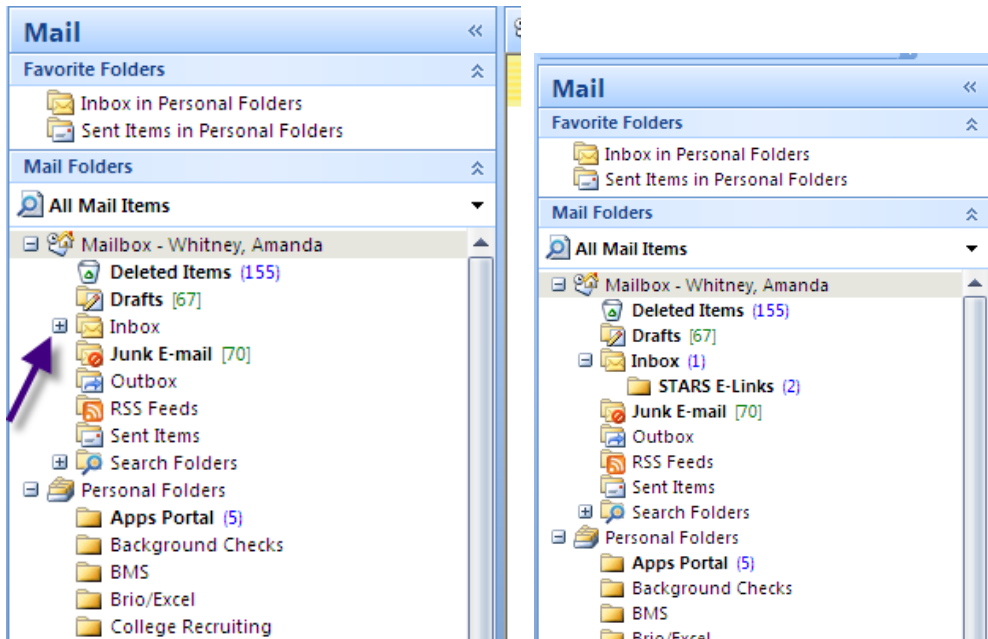 Mail
Favorite Folders
Inbox in Personal Folders
Sent Items in Personal Folders
Mail Folders
All Mail Items
Mailbox - Whitney, Amanda
Deleted Items (155)
Drafts [67]
Inbox
Junk E-mail [70]
Outbox
RSS Feeds
Sent Items
Search Folders
Personal Folders
Apps Portal (5)
Background Checks
BMS
Brio/Excel
College Recruiting
Mail
Favorite Folders
Inbox in Personal Folders
Sent Items in Personal Folders
Mail Folders
All Mail Items
Mailbox - Whitney, Amanda
Deleted Items (155)
Drafts [67]
Inbox (1)
STARS E-Links (2)
Junk E-mail [70]
Outbox
RSS Feeds
Sent Items
Search Folders
Personal Folders
Apps Portal (5)
Background Checks
BMS
Brio/Excel